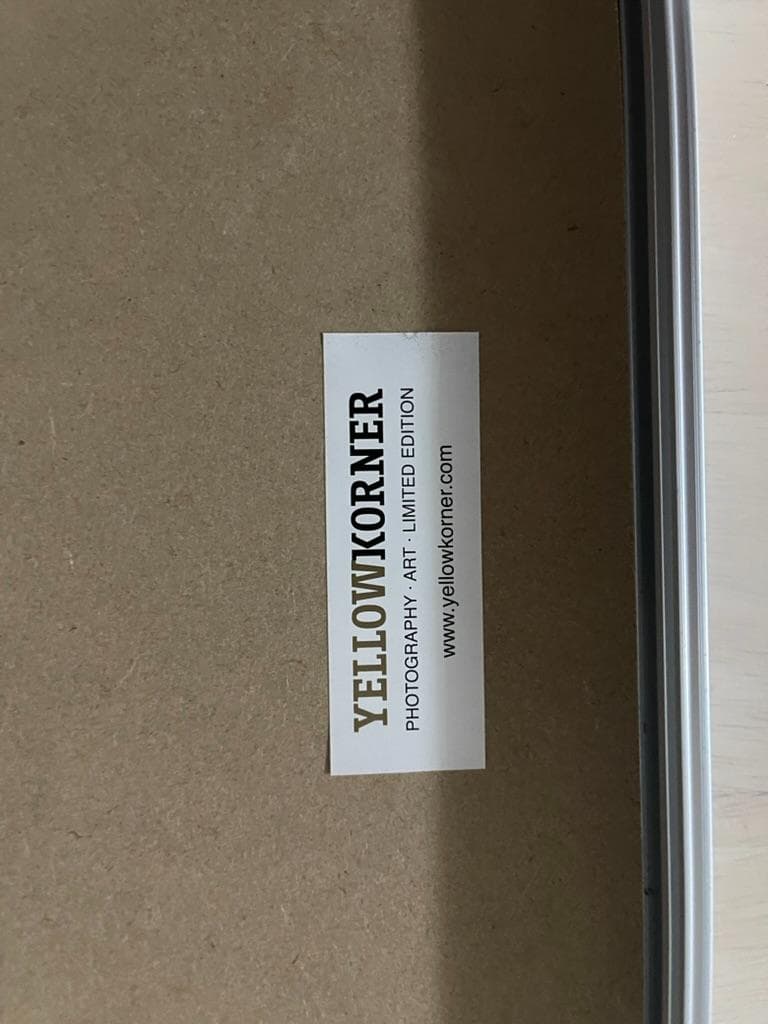 YELLOWKORNER
PHOTOGRAPHY · ART · LIMITED EDITION
www.yellowkorner.com